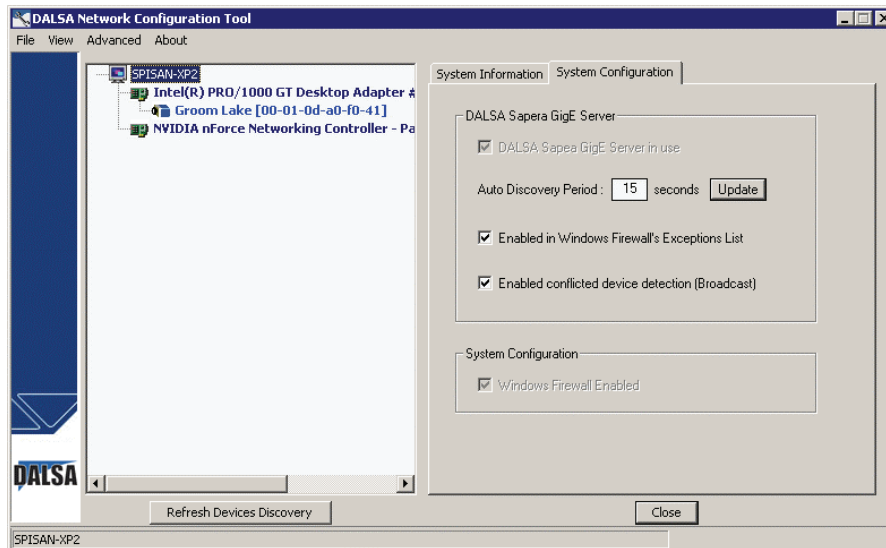 DALSA Network Configuration Tool
File View Advanced About
SPISAN-XP2
Intel(R) PRO/1000 GT Desktop Adapter #
Groom Lake [00-01-0d-a0-f0-41]
NVIDIA nForce Networking Controller - Pa
System Information System Configuration
DALSA Sapera GigE Server
DALSA Sapea GigE Server in use
Auto Discovery Period : 15 seconds Update
Enabled in Windows Firewall's Exceptions List
Enabled conflicted device detection (Broadcast)
System Configuration
Windows Firewall Enabled
DALSA
Refresh Devices Discovery Close
SPISAN-XP2